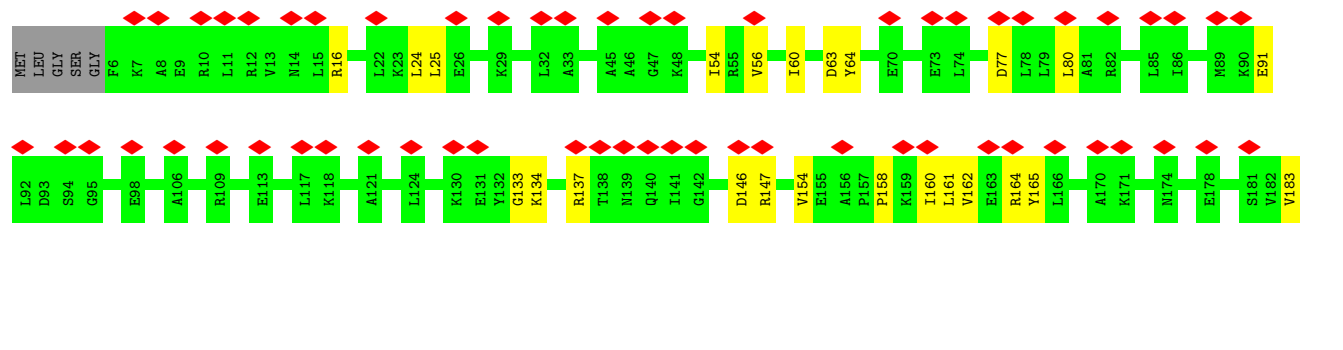 MET LEU GLY SER GLY F6 K7 A8 E9 R10 L11 R12 V13 N14 L15 R16 L22 K23 L24 L25 E26 K29 L32 A33 A45 A46 G47 K48 I54 R55 V56 I60 D63 Y64 E70 E73 L74 D77 L78 L79 L80 A81 R82 L85 I86 M89 K90 E91
L92 D93 S94 G95 E98 A106 R109 E113 L117 K118 A121 L124 K130 E131 Y132 G133 K134 R137 T138 N139 Q140 I141 G142 D146 R147 V154 E155 A156 P157 P158 K159 I160 L161 V162 E163 R164 Y165 L166 A170 K171 N174 E178 S181 V182 V183